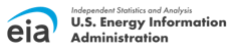 eia
Independent Statistics and Analysis
U.S. Energy Information
Administration